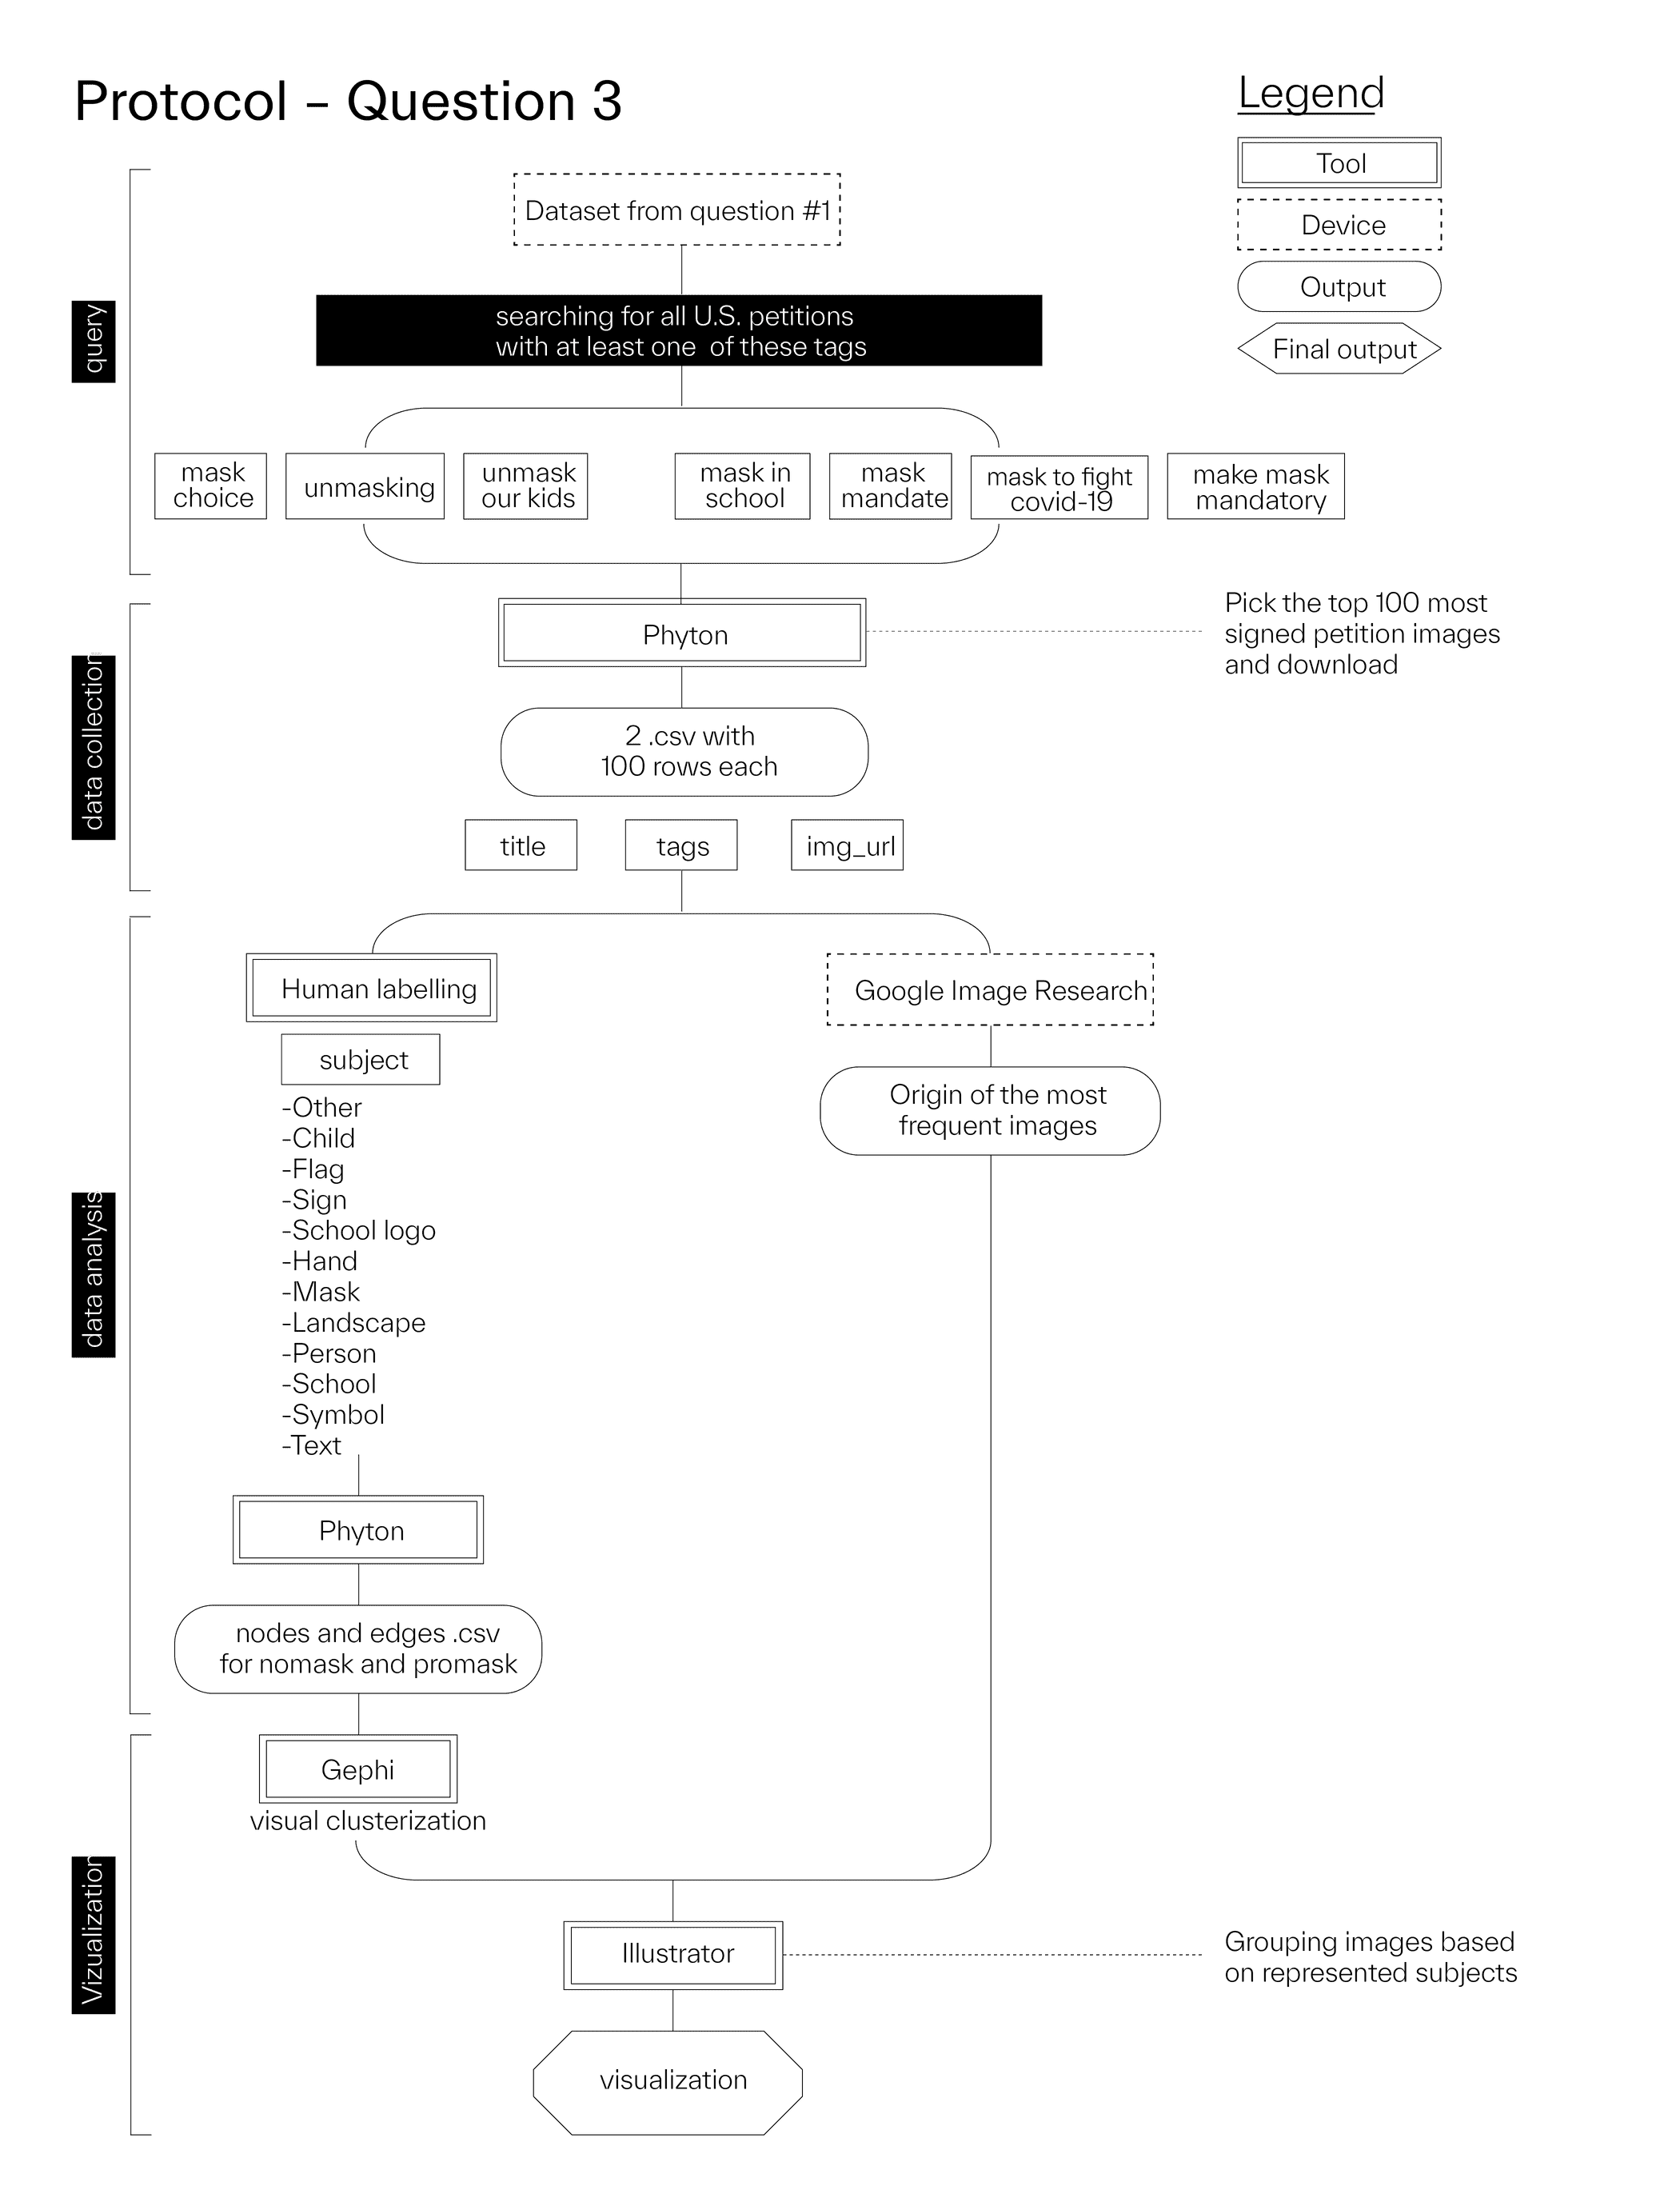 Protocol – Question 3
Legend
Tool
Device
Output
Final output
query
Dataset from question #1
searching for all U.S. petitions
with at least one of these tags
mask
choice
unmasking
unmask
our kids
mask in
school
mask
mandate
mask to fight
covid-19
make mask
mandatory
data collection
Phyton
Pick the top 100 most
signed petition images
and download
2 .csv with
100 rows each
title
tags
img_url
data analysis
Human labelling
Google Image Research
subject
Origin of the most
frequent images
-Other
-Child
-Flag
-Sign
-School logo
-Hand
-Mask
-Landscape
-Person
-School
-Symbol
-Text
Phyton
nodes and edges .csv
for nomask and promask
Vizualization
Gephi
visual clusterization
Illustrator
Grouping images based
on represented subjects
visualization